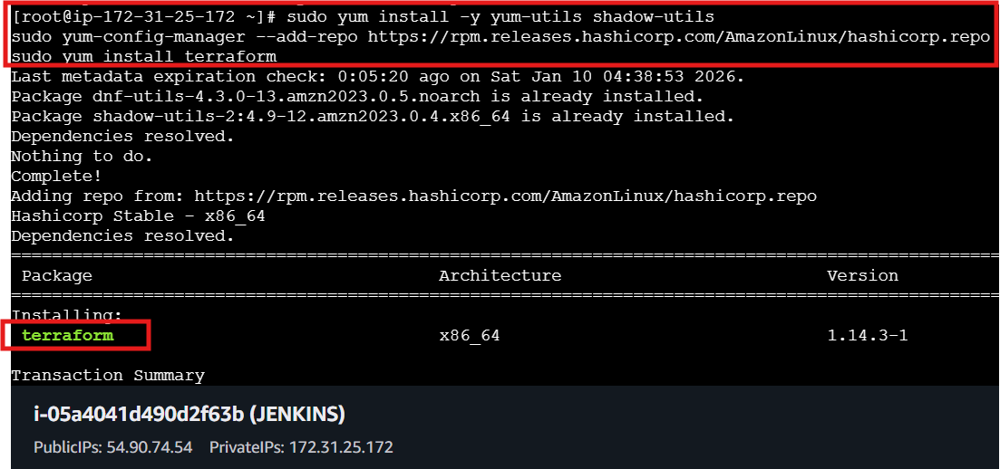 [root@ip-172-31-25-172 ~]# sudo yum install -y yum-utils shadow-utils
sudo yum-config-manager --add-repo https://rpm.releases.hashicorp.com/AmazonLinux/hashicorp.repo
sudo yum install terraform
Last metadata expiration check: 0:05:20 ago on Sat Jan 10 04:38:53 2026.
Package dnf-utils-4.3.0-13.amzn2023.0.5.noarch is already installed.
Package shadow-utils-2:4.9-12.amzn2023.0.4.x86_64 is already installed.
Dependencies resolved.
Nothing to do.
Complete!
Adding repo from: https://rpm.releases.hashicorp.com/AmazonLinux/hashicorp.repo
Hashicorp Stable - x86_64
Dependencies resolved.
Package Architecture Version
Installing:
terraform x86_64 1.14.3-1
Transaction Summary
i-05a4041d490d2f63b (JENKINS)
PublicIPs: 54.90.74.54 PrivateIPs: 172.31.25.172